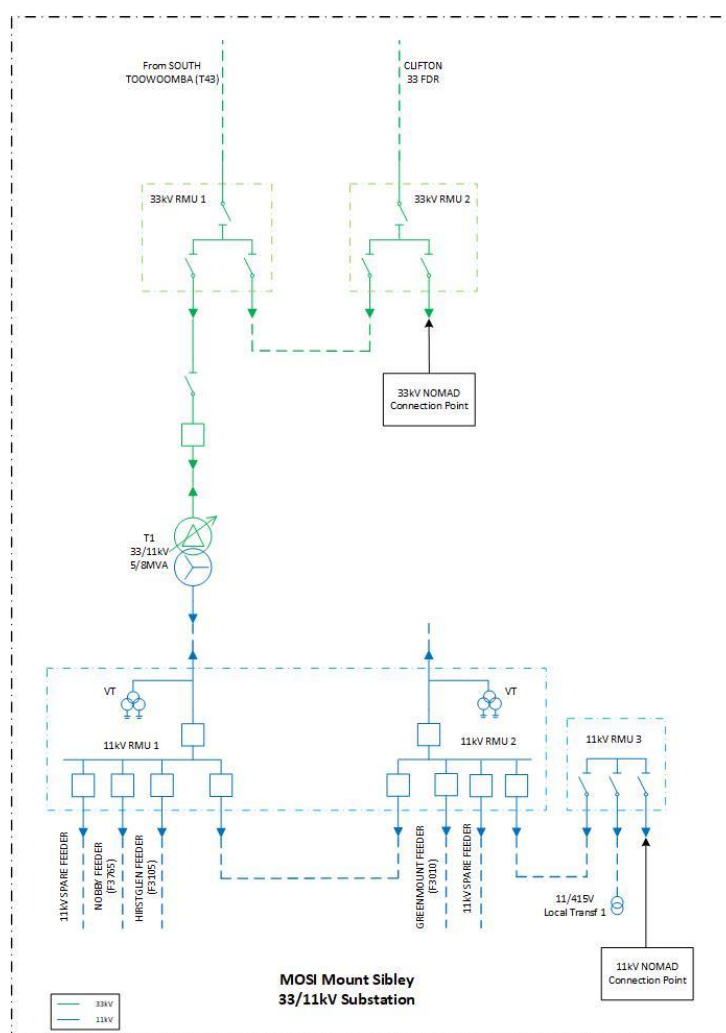 From SOUTH
TOOWOOMBA (T43)
CLIFTON
33 FDR
33kV RMU 1
33kV RMU 2
33kV NOMAD
Connection Point
T1
33/11kV
5/8MVA
VT
VT
11kV RMU 1
11kV RMU 2
11kV RMU 3
11kV SPARE FEEDER
NOBBY FEEDER
(F3765)
HIRSTGLEN FEEDER
(F3105)
GREENMOUNT FEEDER
(F3010)
11kV SPARE FEEDER
11/415V
Local Transf 1
11kV NOMAD
Connection Point
MOSI Mount Sibley
33/11kV Substation
33kV
11kV